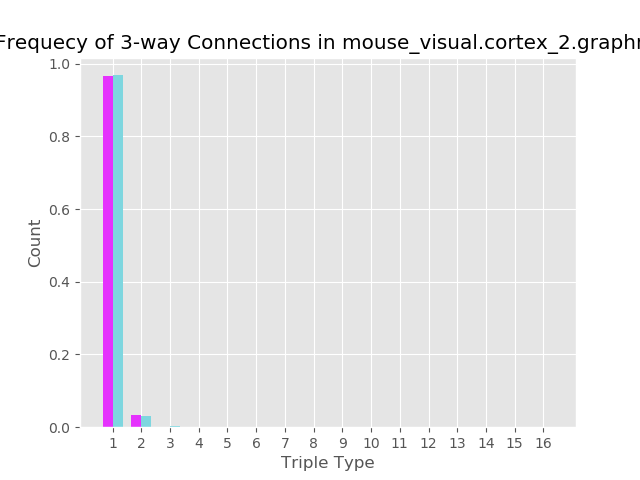 Frequecy of 3-way Connections in mouse_visual.cortex_2.graphm
1.0
0.8
0.6
0.4
0.2
0.0
Count
1 2 3 4 5 6 7 8 9 10 11 12 13 14 15 16
Triple Type